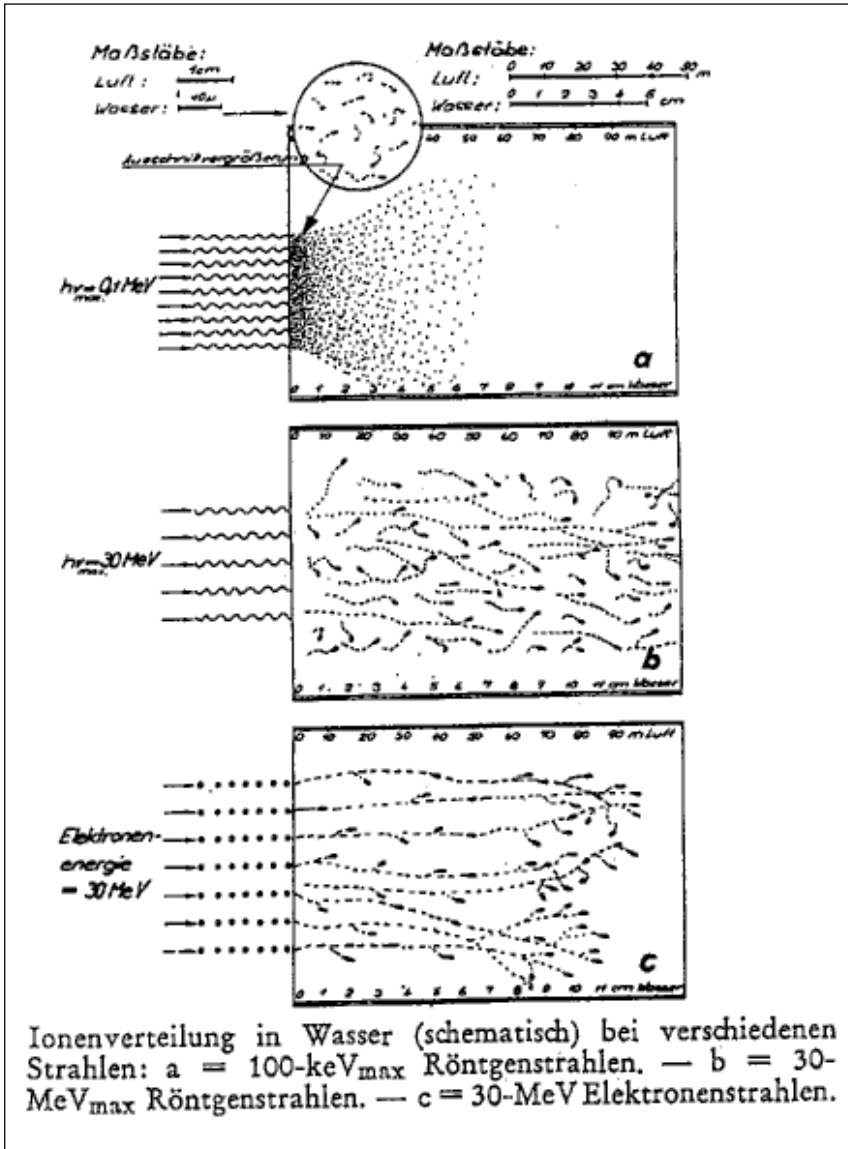 Maßstäbe:
1cm
Luft:
10μ
Wasser:
Maßstäbe:
Luft: 0 10 20 30 40 50 m
Wasser: 0 1 2 3 4 5 cm
Ausschnittvergrößerung
40 50 60 70 80 90 m Luft
hν = 0,1 MeV
max.
a
0 1 2 3 4 5 6 7 8 9 10 11 cm Wasser
0 10 20 30 40 50 60 70 80 90 m Luft
hν = 30 MeV
max.
b
0 1 2 3 4 5 6 7 8 9 10 11 cm Wasser
0 10 20 30 40 50 60 70 80 90 m Luft
Elektronen-
energie
= 30 MeV
c
0 1 2 3 4 5 6 7 8 9 10 11 cm Wasser
Ionenverteilung in Wasser (schematisch) bei verschiedenen
Strahlen: a = 100-keVmax Röntgenstrahlen. — b = 30-
MeVmax Röntgenstrahlen. — c = 30-MeV Elektronenstrahlen.